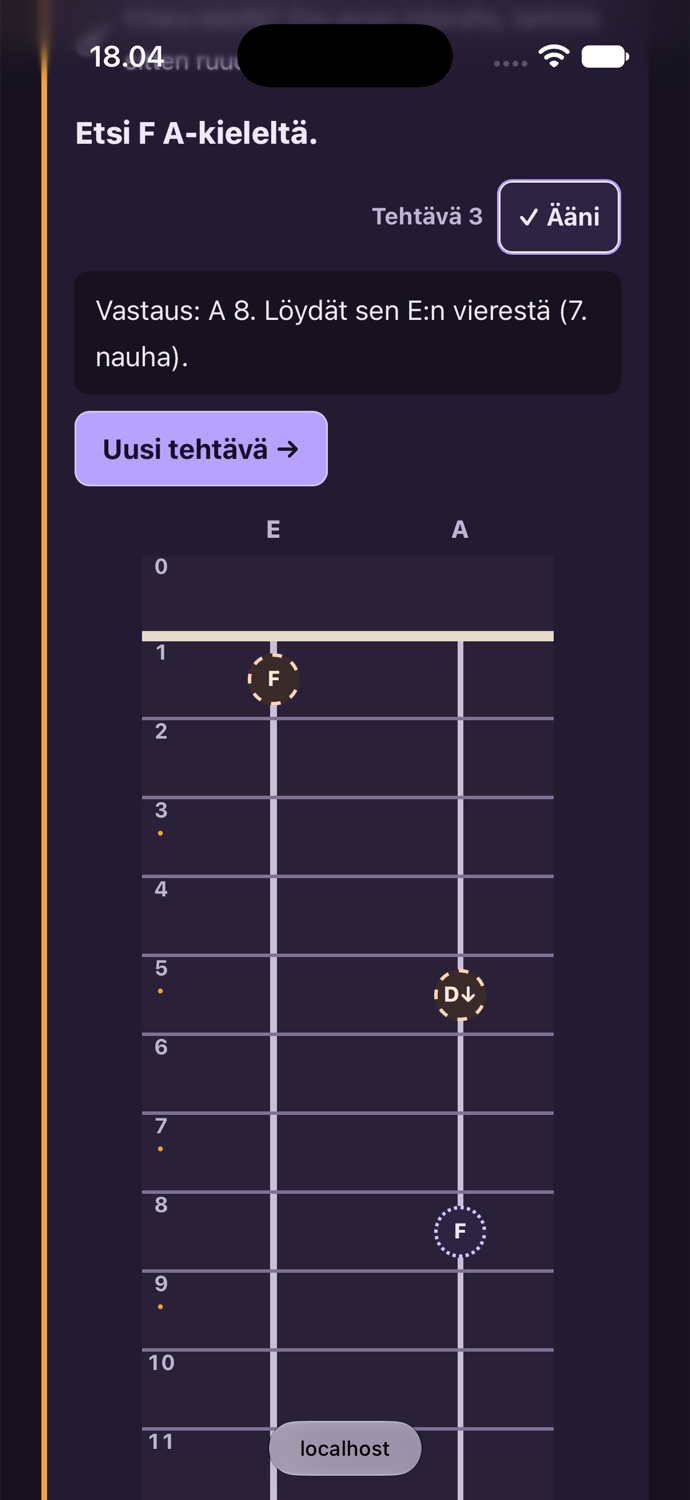 18.04
Etsi F A-kieleltä.
Tehtävä 3
✓ Ääni
Vastaus: A 8. Löydät sen E:n vierestä (7.
nauha).
Uusi tehtävä →
E A
0
1
F
2
3
4
5
D↓
6
7
8
F
9
10
11
localhost